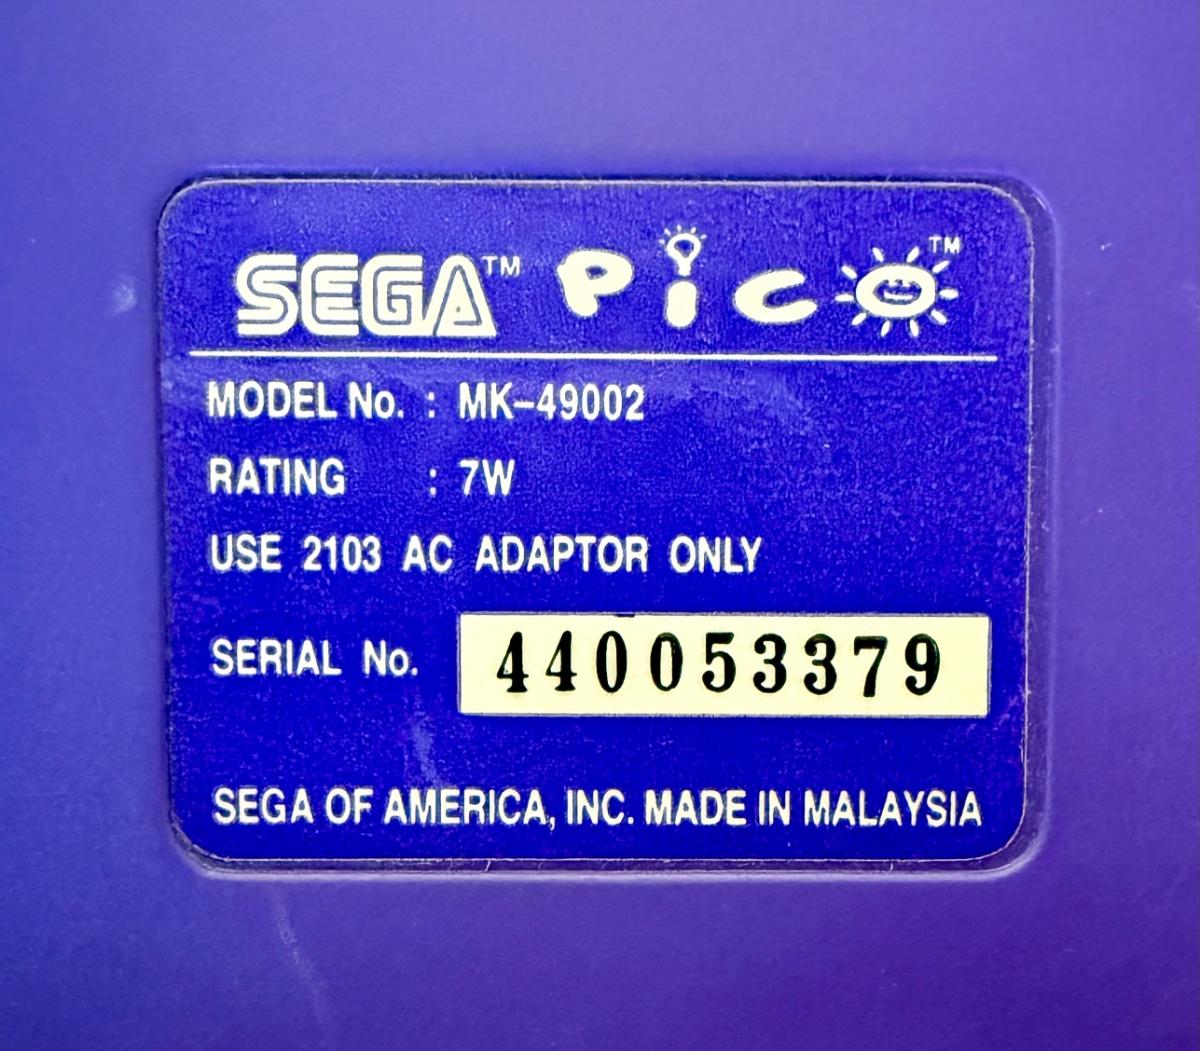 SEGA™ PiCO™
MODEL No. : MK-49002
RATING : 7W
USE 2103 AC ADAPTOR ONLY
SERIAL No. 440053379
SEGA OF AMERICA, INC. MADE IN MALAYSIA